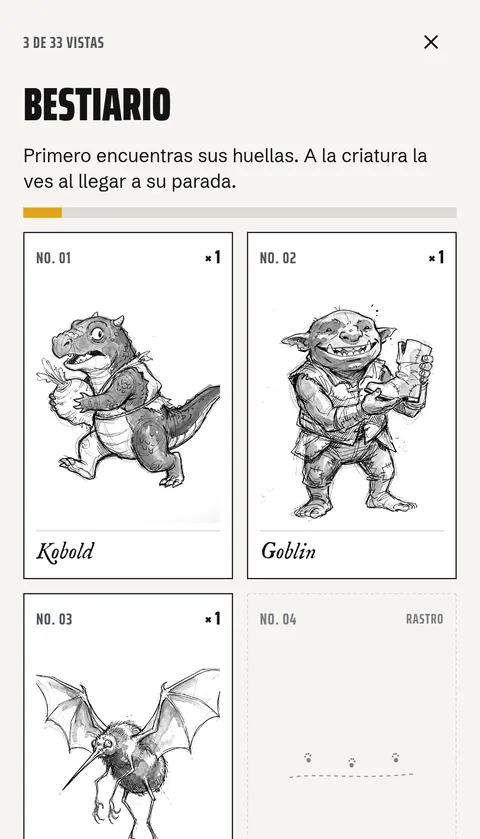 3 DE 33 VISTAS
BESTIARIO
Primero encuentras sus huellas. A la criatura la
ves al llegar a su parada.
NO. 01 ×1
NO. 02 ×1
Kobold
Goblin
NO. 03 ×1
NO. 04 RASTRO